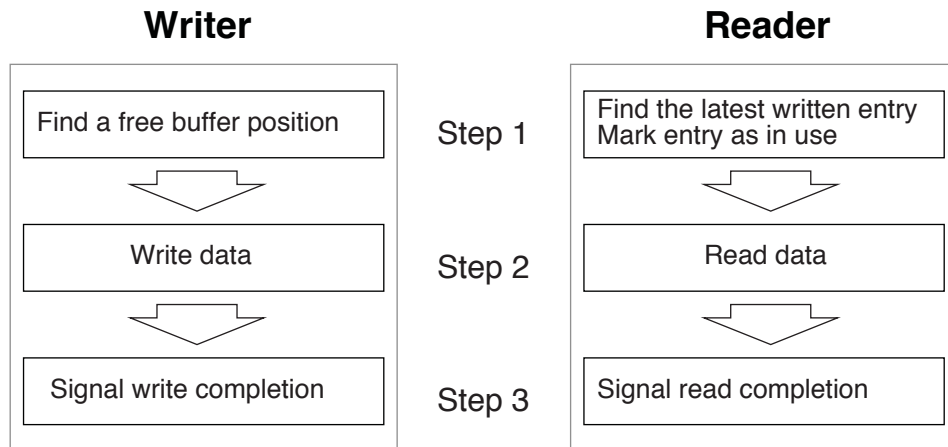 Writer
Reader
Find a free buffer position
Step 1
Find the latest written entry
Mark entry as in use
Write data
Step 2
Read data
Signal write completion
Step 3
Signal read completion